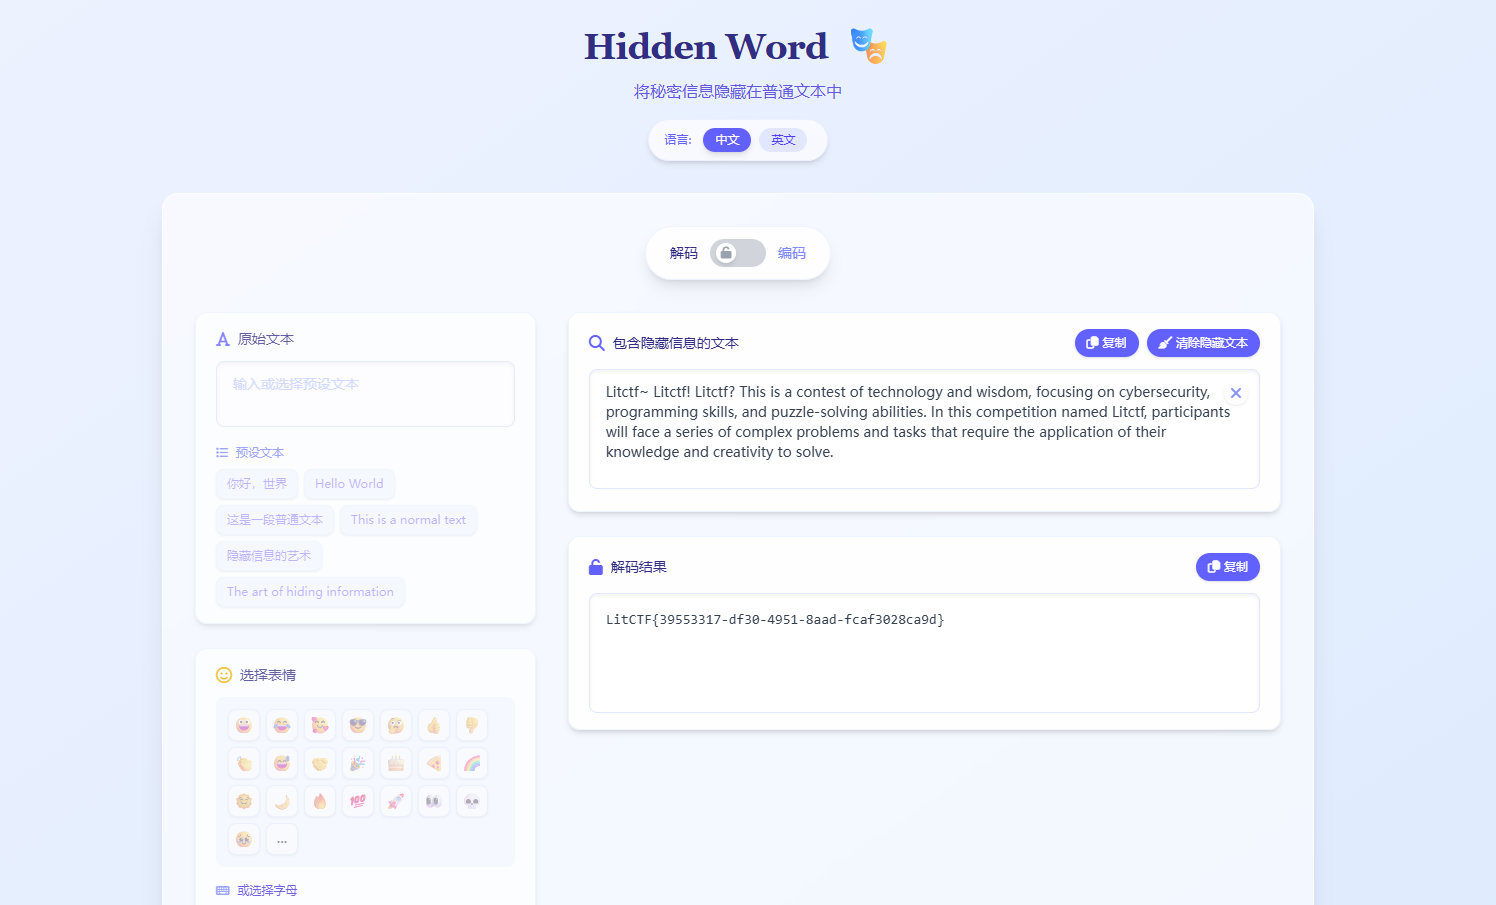 Hidden Word
将秘密信息隐藏在普通文本中
语言:
中文
英文
解码
编码
原始文本
输入或选择预设文本
预设文本
你好，世界
Hello World
这是一段普通文本
This is a normal text
隐藏信息的艺术
The art of hiding information
选择表情
...
或选择字母
包含隐藏信息的文本
复制
清除隐藏文本
Litctf~ Litctf! Litctf? This is a contest of technology and wisdom, focusing on cybersecurity,
programming skills, and puzzle-solving abilities. In this competition named Litctf, participants
will face a series of complex problems and tasks that require the application of their
knowledge and creativity to solve.
解码结果
复制
LitCTF{39553317-df30-4951-8aad-fcaf3028ca9d}